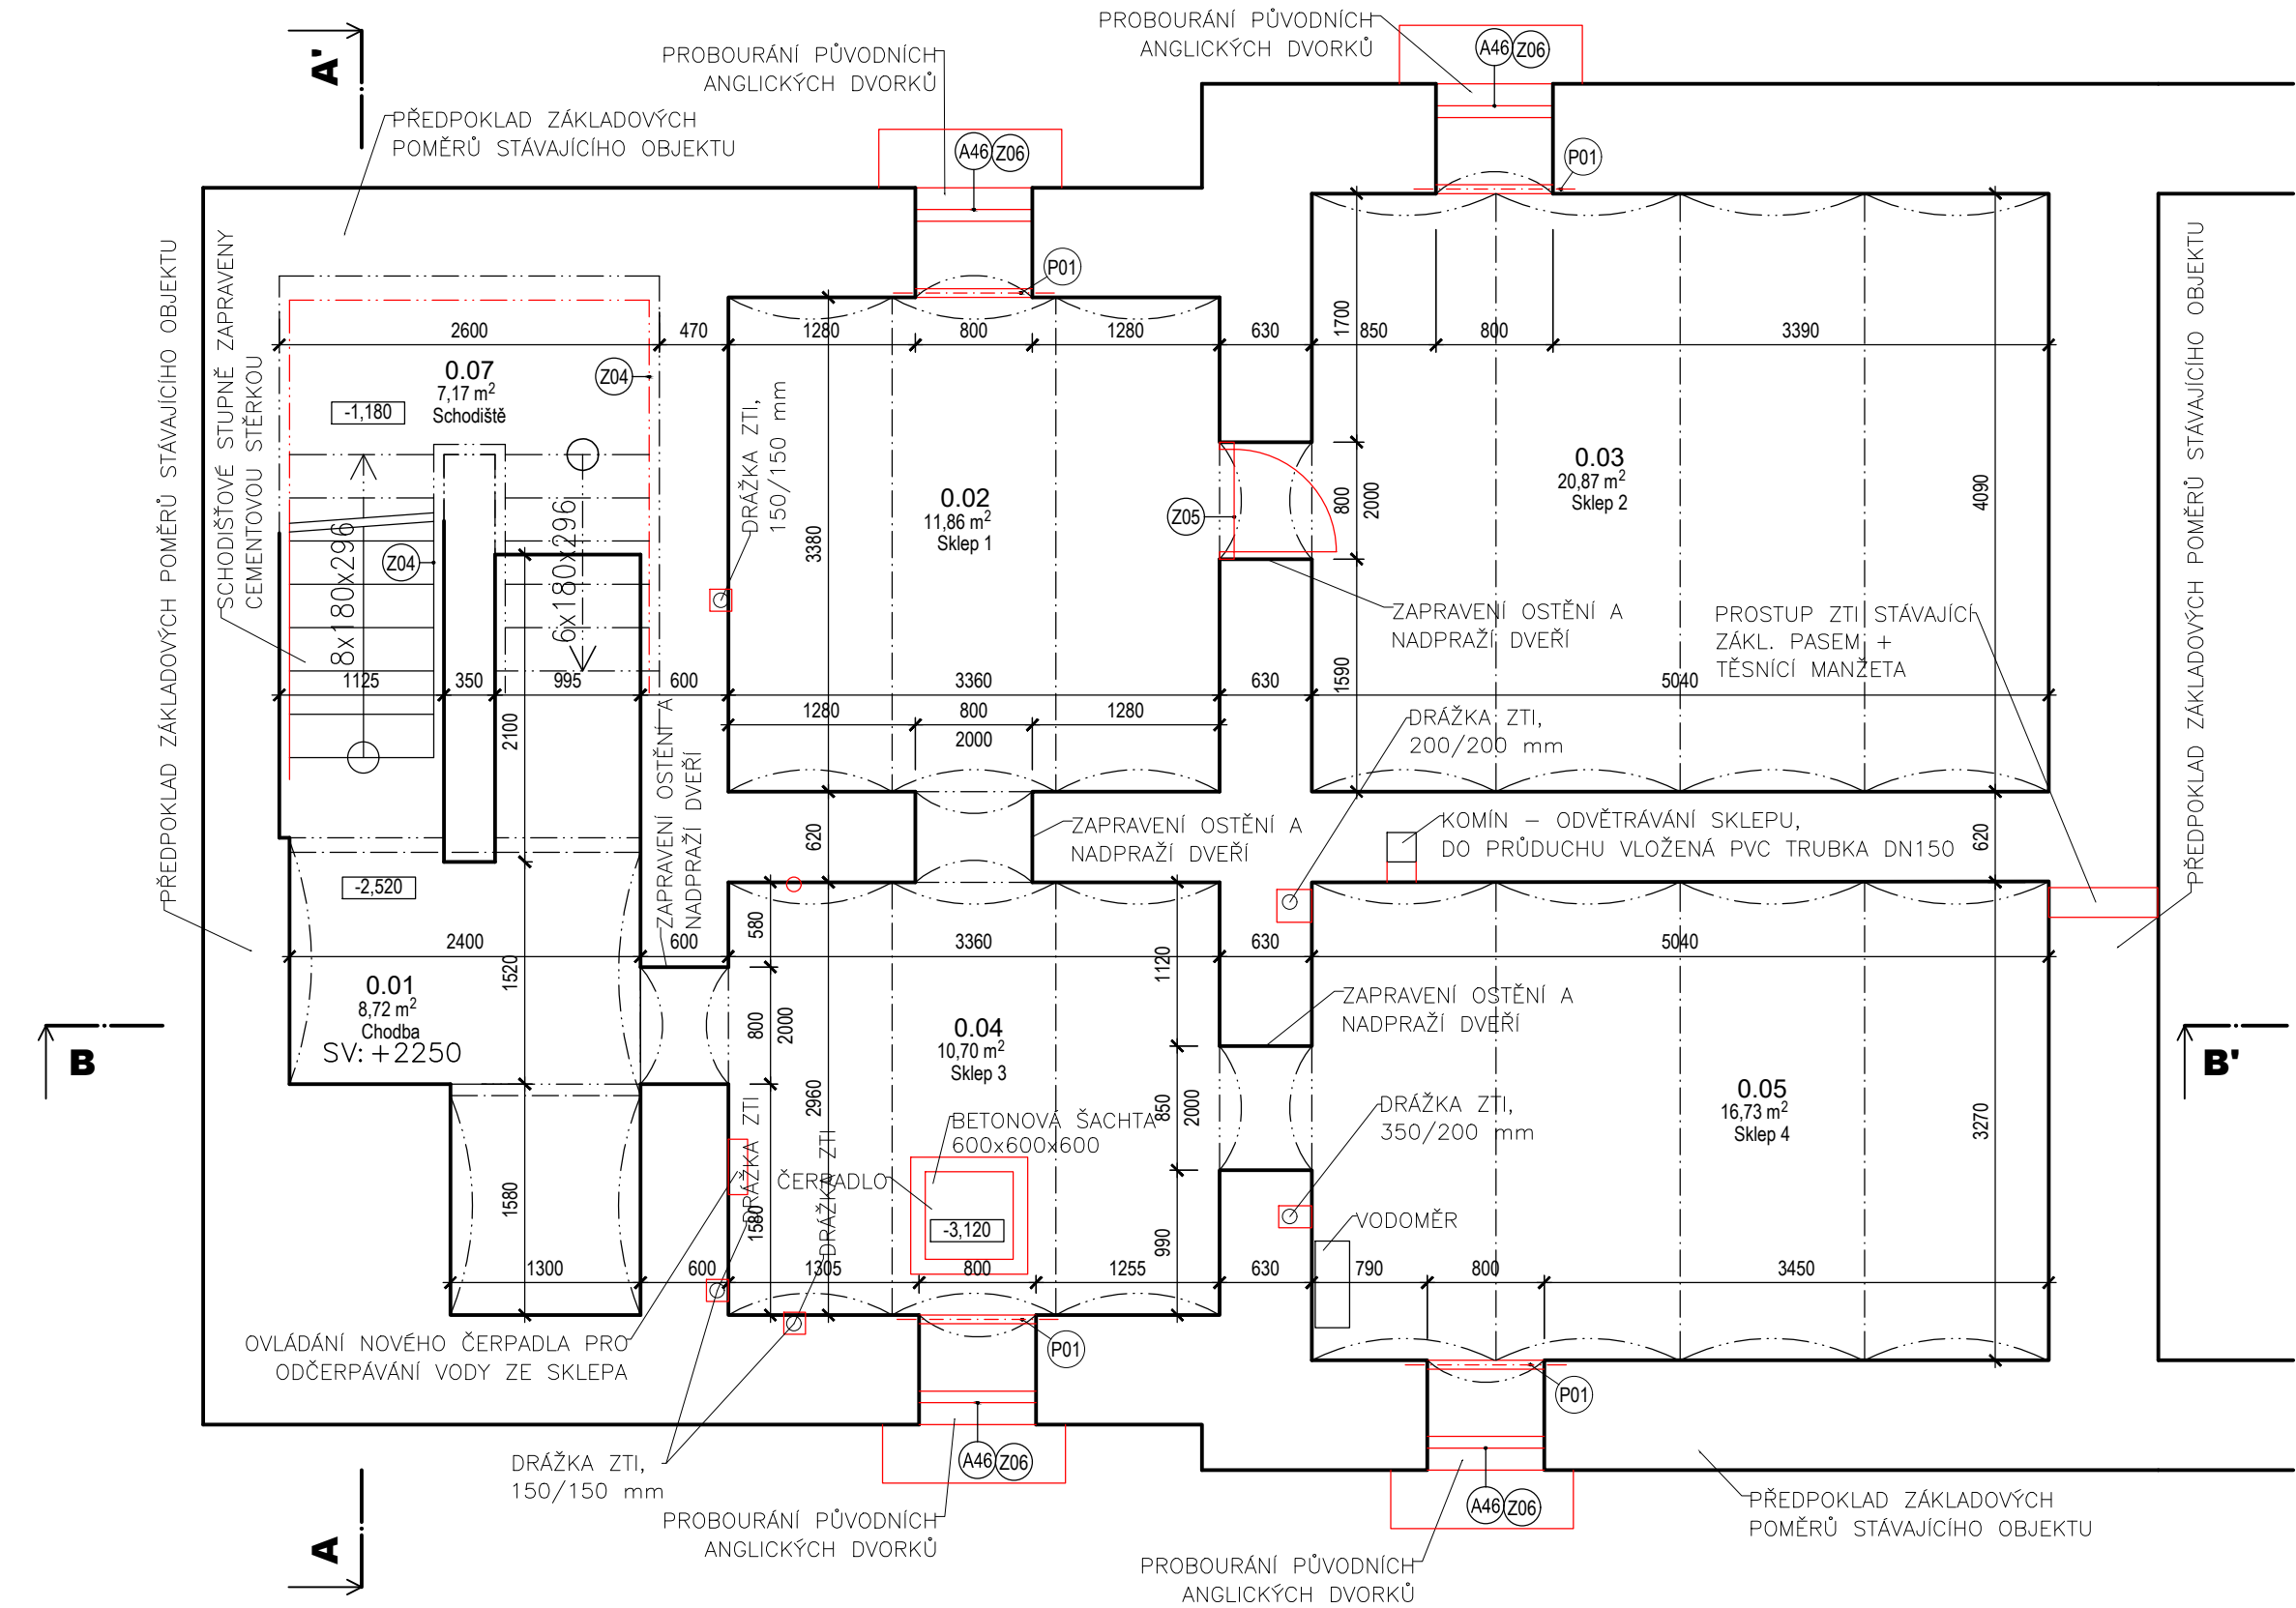 A'
PROBOURÁNÍ PŮVODNÍCH
ANGLICKÝCH DVORKŮ
PROBOURÁNÍ PŮVODNÍCH
ANGLICKÝCH DVORKŮ
A46 Z06
A46 Z06
P01
P01
PŘEDPOKLAD ZÁKLADOVÝCH
POMĚRŮ STÁVAJÍCÍHO OBJEKTU
PŘEDPOKLAD ZÁKLADOVÝCH POMĚRŮ STÁVAJÍCÍHO OBJEKTU
SCHODIŠŤOVÉ STUPNĚ ZAPRAVENY
CEMENTOVOU STĚRKOU
PŘEDPOKLAD ZÁKLADOVÝCH POMĚRŮ STÁVAJÍCÍHO OBJEKTU
2600 470 1280 800 1280 630 850 800 3390
1700
0.07
7,17 m²
Schodiště
-1,180
Z04
Z04
8x180x296
6x180x296
DRÁŽKA ZTI,
150/150 mm
3380
0.02
11,86 m²
Sklep 1
Z05
800
2000
0.03
20,87 m²
Sklep 2
4090
ZAPRAVENÍ OSTĚNÍ A
NADPRAŽÍ DVEŘÍ
PROSTUP ZTI STÁVAJÍCÍ
ZÁKL. PASEM +
TĚSNÍCÍ MANŽETA
1590
1125 350 995 600 3360 630 5040
1280 800 1280
2000
2100
ZAPRAVENÍ OSTĚNÍ A
NADPRAŽÍ DVEŘÍ
DRÁŽKA ZTI,
200/200 mm
620
ZAPRAVENÍ OSTĚNÍ A
NADPRAŽÍ DVEŘÍ
KOMÍN – ODVĚTRÁVÁNÍ SKLEPU,
DO PRŮDUCHU VLOŽENÁ PVC TRUBKA DN150
620
-2,520
580
2400 600 3360 630 5040
1520
1120
0.01
8,72 m²
Chodba
SV: +2250
800
2000
2960
0.04
10,70 m²
Sklep 3
ZAPRAVENÍ OSTĚNÍ A
NADPRAŽÍ DVEŘÍ
850
2000
0.05
16,73 m²
Sklep 4
3270
B
B'
BETONOVÁ ŠACHTA
600x600x600
ČERPADLO
-3,120
DRÁŽKA ZTI
DRÁŽKA ZTI
DRÁŽKA ZTI,
350/200 mm
VODOMĚR
1580
1580
990
1300 600 1305 800 1255 630 790 800 3450
OVLÁDÁNÍ NOVÉHO ČERPADLA PRO
ODČERPÁVÁNÍ VODY ZE SKLEPA
P01
P01
DRÁŽKA ZTI,
150/150 mm
A46 Z06
A46 Z06
PROBOURÁNÍ PŮVODNÍCH
ANGLICKÝCH DVORKŮ
PROBOURÁNÍ PŮVODNÍCH
ANGLICKÝCH DVORKŮ
PŘEDPOKLAD ZÁKLADOVÝCH
POMĚRŮ STÁVAJÍCÍHO OBJEKTU
A